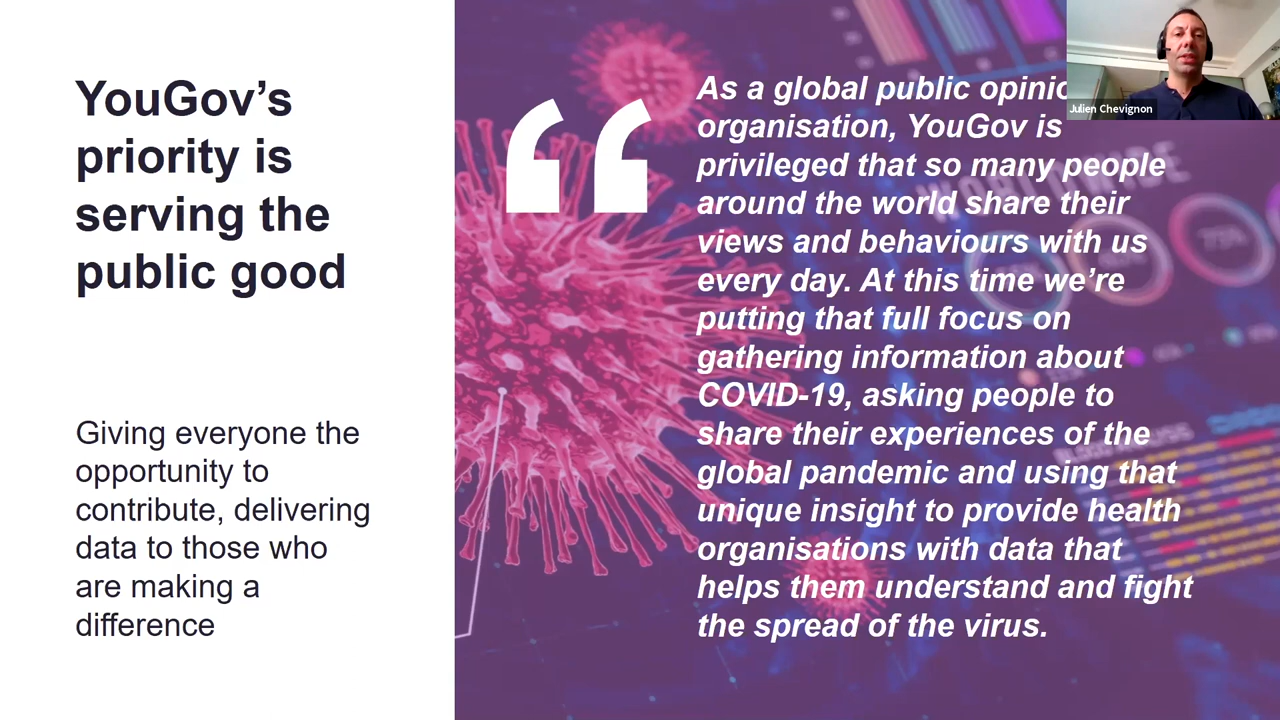 YouGov’s
priority is
serving the
public good
Giving everyone the
opportunity to
contribute, delivering
data to those who
are making a
difference
“
As a global public
organisation, YouGov is
privileged that so many people
around the world share their
views and behaviours with us
every day. At this time we’re
putting that full focus on
gathering information about
COVID-19, asking people to
share their experiences of the
global pandemic and using that
unique insight to provide health
organisations with data that
helps them understand and fight
the spread of the virus.
Julien Chevignon